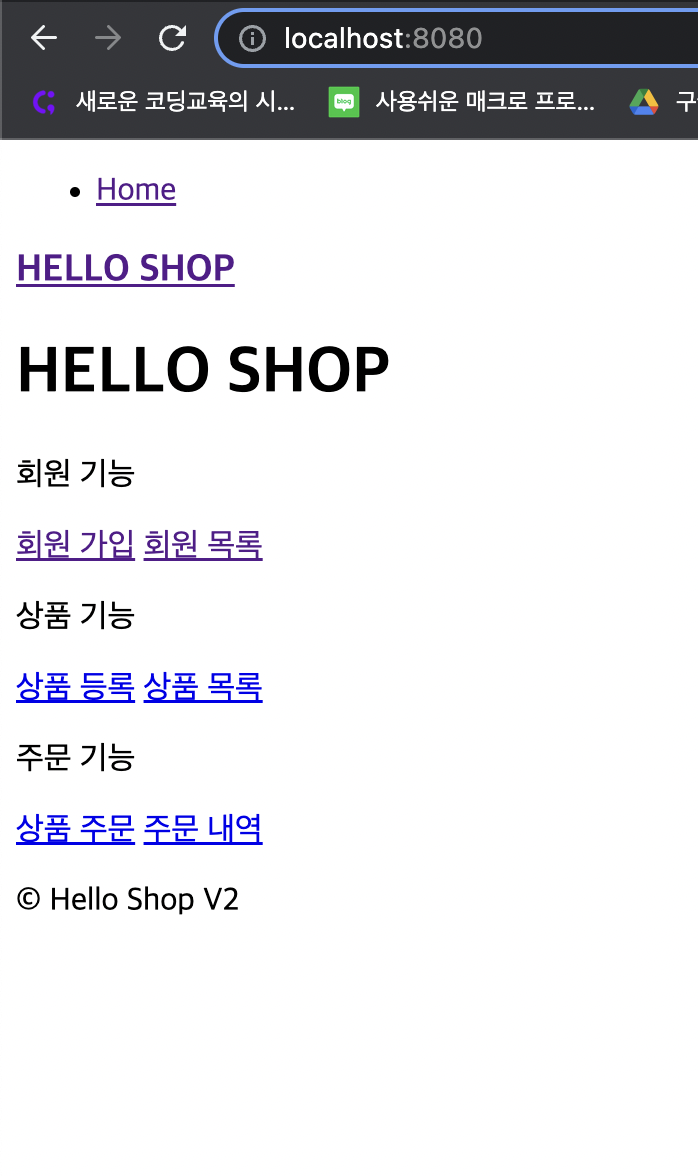 localhost:8080
새로운 코딩교육의 시... blog 사용쉬운 매크로 프로...
Home
HELLO SHOP
HELLO SHOP
회원 기능
회원 가입 회원 목록
상품 기능
상품 등록 상품 목록
주문 기능
상품 주문 주문 내역
© Hello Shop V2